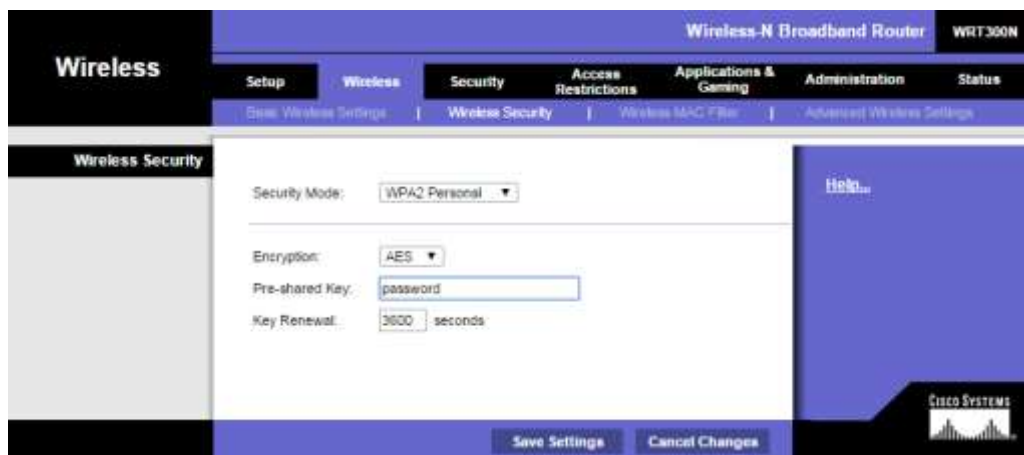 Wireless-N Broadband Router WRT300N
Wireless
Setup Wireless Security Access Restrictions Applications & Gaming Administration Status
Basic Wireless Settings | Wireless Security | Wireless MAC Filter | Advanced Wireless Settings
Wireless Security
Help...
Security Mode: WPA2 Personal
Encryption: AES
Pre-shared Key: password
Key Renewal: 3600 seconds
CISCO SYSTEMS
Save Settings Cancel Changes